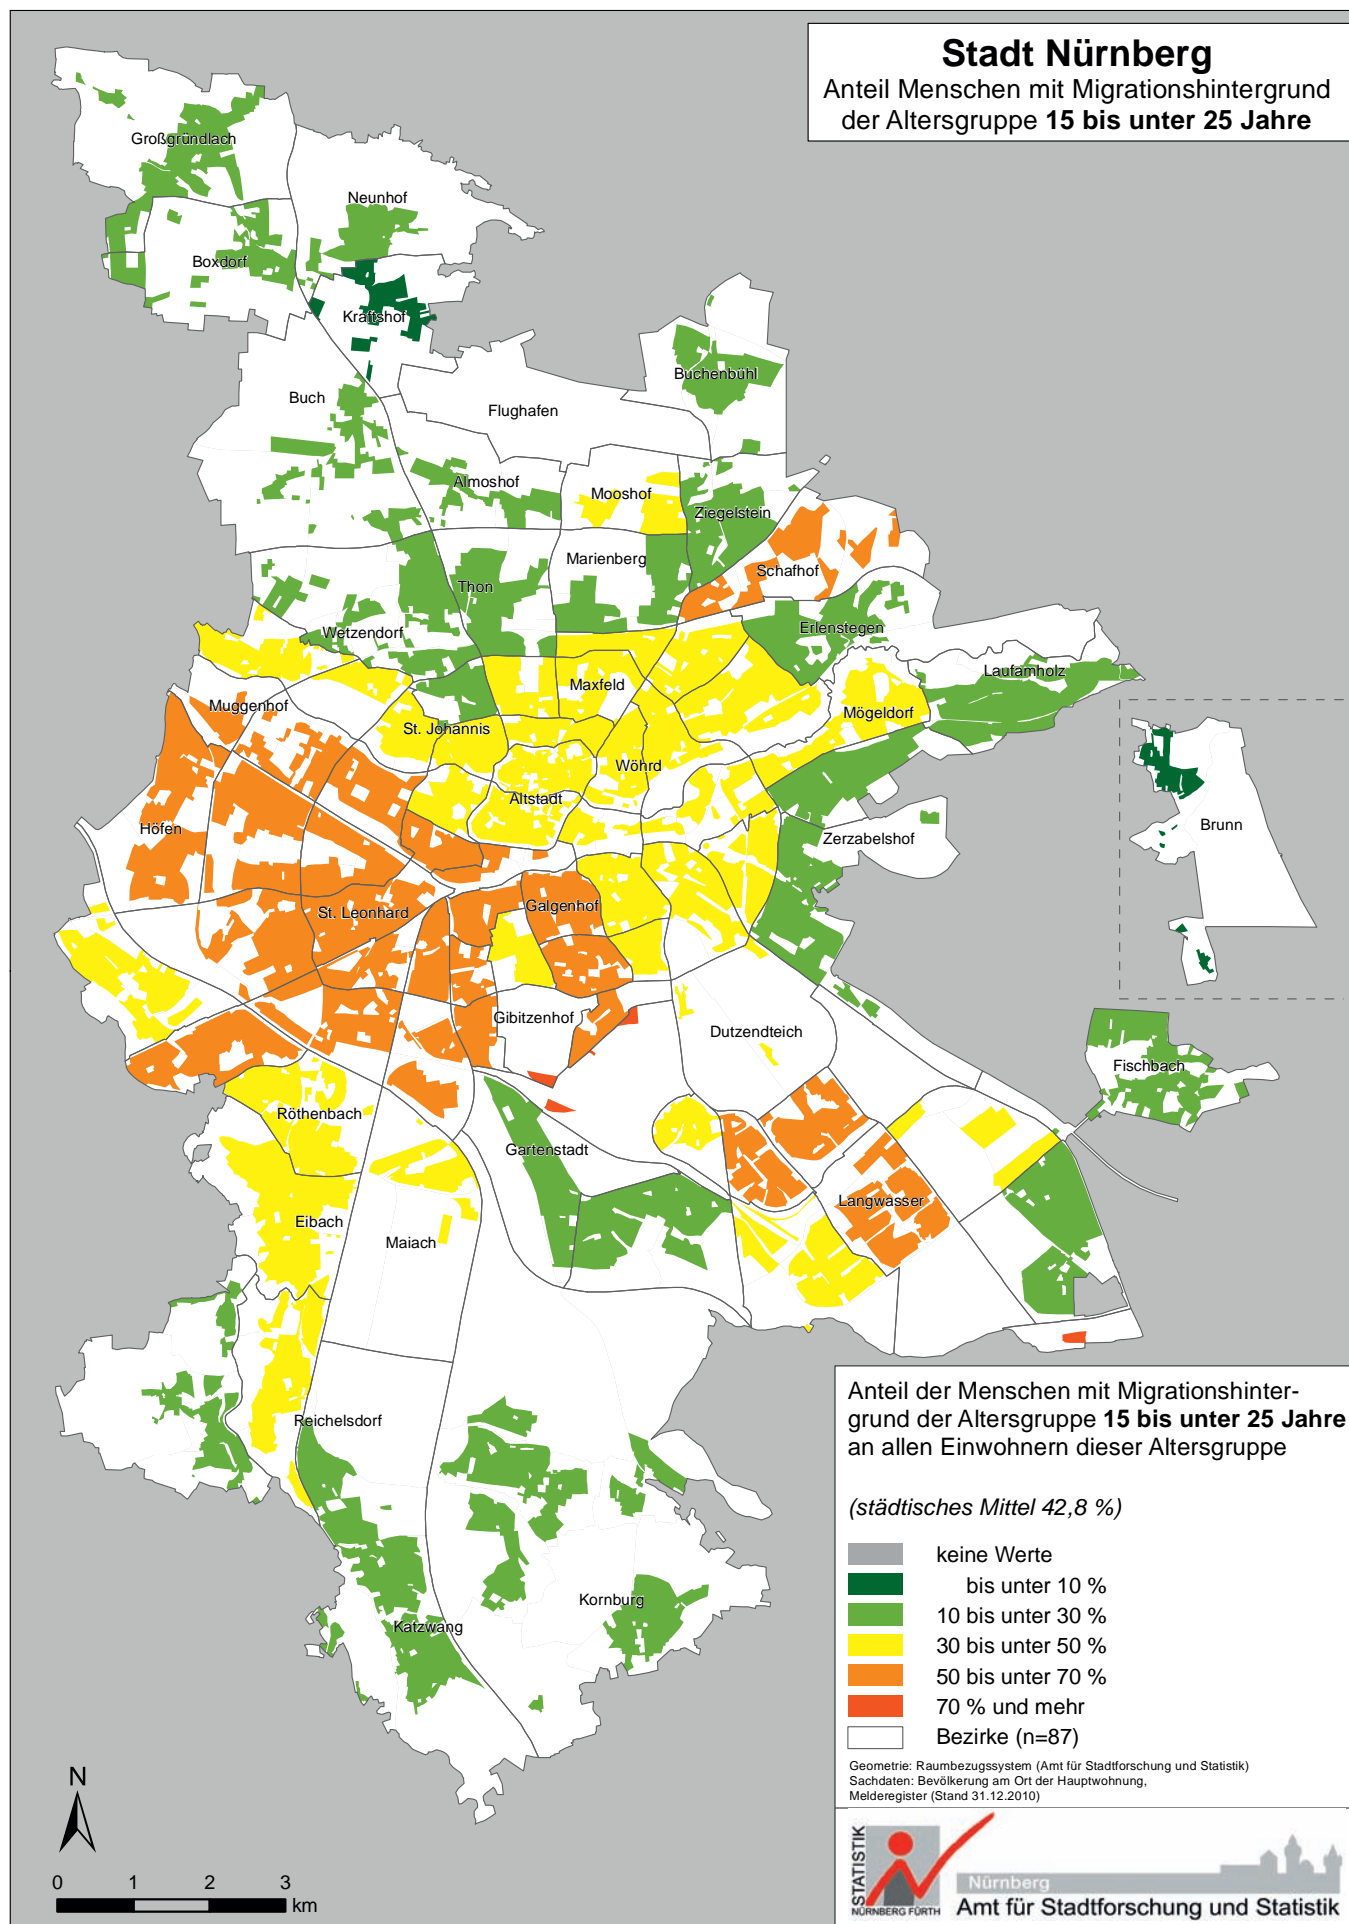 Stadt Nürnberg
Anteil Menschen mit Migrationshintergrund
der Altersgruppe 15 bis unter 25 Jahre
Großgründlach
Neunhof
Boxdorf
Kraftshof
Buchenbühl
Buch
Flughafen
Almoshof
Mooshof
Ziegelstein
Marienberg
Schafhof
Thon
Wetzendorf
Erlenstegen
Laufamholz
Maxfeld
Muggenhof
Mögeldorf
St. Johannis
Wöhrd
Altstadt
Höfen
Zerzabelshof
Brunn
St. Leonhard
Galgenhof
Gibitzenhof
Dutzendteich
Fischbach
Röthenbach
Gartenstadt
Langwasser
Eibach
Maiach
Reichelsdorf
Kornburg
Katzwang
Anteil der Menschen mit Migrationshinter-
grund der Altersgruppe 15 bis unter 25 Jahre
an allen Einwohnern dieser Altersgruppe
(städtisches Mittel 42,8 %)
keine Werte
bis unter 10 %
10 bis unter 30 %
30 bis unter 50 %
50 bis unter 70 %
70 % und mehr
Bezirke (n=87)
Geometrie: Raumbezugssystem (Amt für Stadtforschung und Statistik)
Sachdaten: Bevölkerung am Ort der Hauptwohnung,
Melderegister (Stand 31.12.2010)
N
0 1 2 3
km
STATISTIK
NÜRNBERG FÜRTH
Nürnberg
Amt für Stadtforschung und Statistik